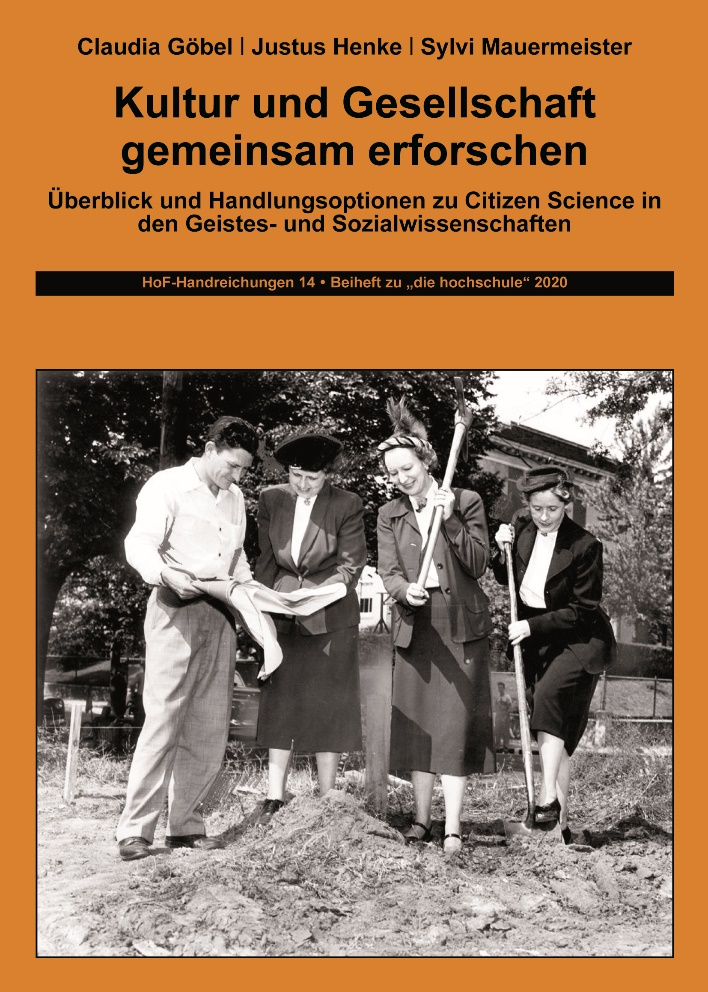 Claudia Göbel | Justus Henke | Sylvi Mauermeister
Kultur und Gesellschaft
gemeinsam erforschen
Überblick und Handlungsoptionen zu Citizen Science in
den Geistes- und Sozialwissenschaften
HoF-Handreichungen 14 • Beiheft zu „die hochschule“ 2020